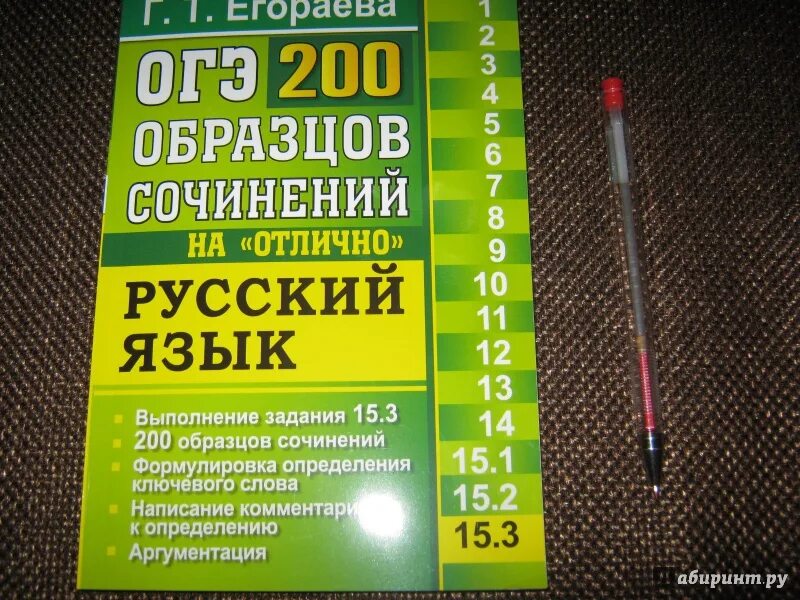 Г. Т. Егораева
ОГЭ 200
ОБРАЗЦОВ
СОЧИНЕНИЙ
НА «ОТЛИЧНО»
РУССКИЙ
ЯЗЫК
Выполнение задания 15.3
200 образцов сочинений
Формулировка определения
ключевого слова
Написание комментари
к определению
Аргументация
1
2
3
4
5
6
7
8
9
10
11
12
13
14
15.1
15.2
15.3
Лабиринт.ру